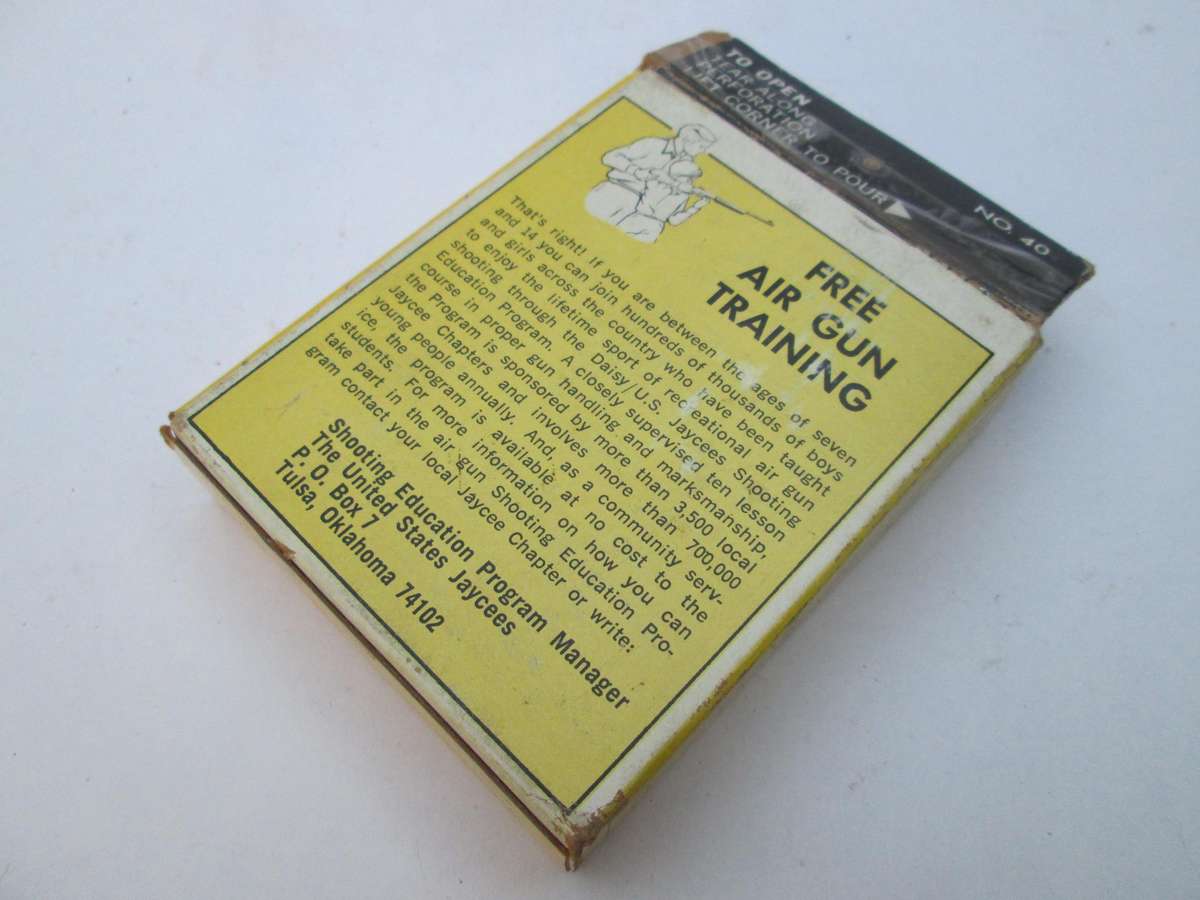 TO OPEN
TEAR ALONG
PERFORATION
LIFT CORNER TO POUR
NO. 40
FREE
AIR GUN
TRAINING
That's right! If you are between the ages of seven
and 14 you can join hundreds of thousands of boys
and girls across the country who have been taught
to enjoy the lifetime sport of recreational air gun
shooting through the Daisy/U.S. Jaycees Shooting
Education Program. A closely supervised ten lesson
course in proper gun handling and marksmanship,
the Program is sponsored by more than 3,500 local
Jaycee Chapters and involves more than 700,000
young people annually. And, as a community serv-
ice, the program is available at no cost to the
students. For more information on how you can
take part in the air gun Shooting Education Pro-
gram contact your local Jaycee Chapter or write:
Shooting Education Program Manager
The United States Jaycees
P. O. Box 7
Tulsa, Oklahoma 74102